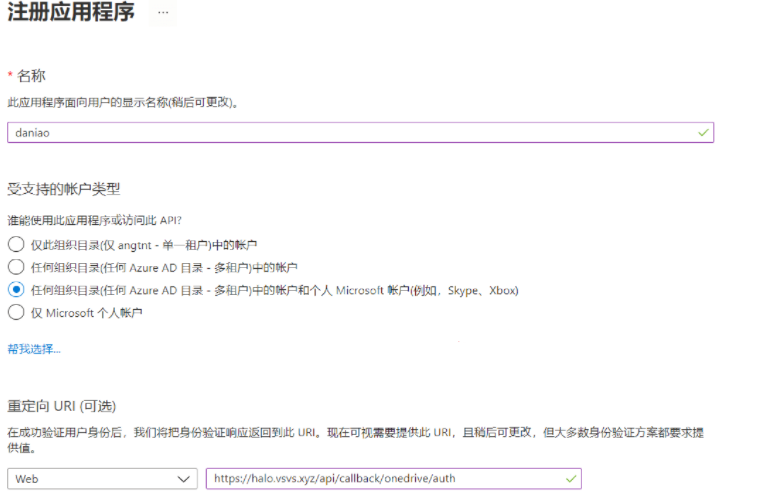 注册应用程序 ...
* 名称
此应用程序面向用户的显示名称(稍后可更改)。
daniao
受支持的帐户类型
谁能使用此应用程序或访问此 API?
仅此组织目录(仅 angtnt - 单一租户)中的帐户
任何组织目录(任何 Azure AD 目录 - 多租户)中的帐户
任何组织目录(任何 Azure AD 目录 - 多租户)中的帐户和个人 Microsoft 帐户(例如，Skype、Xbox)
仅 Microsoft 个人帐户
帮我选择...
重定向 URI (可选)
在成功验证用户身份后，我们将把身份验证响应返回到此 URI。现在可视需要提供此 URI，且稍后可更改，但大多数身份验证方案都要求提
供值。
Web https://halo.vsvs.xyz/api/callback/onedrive/auth